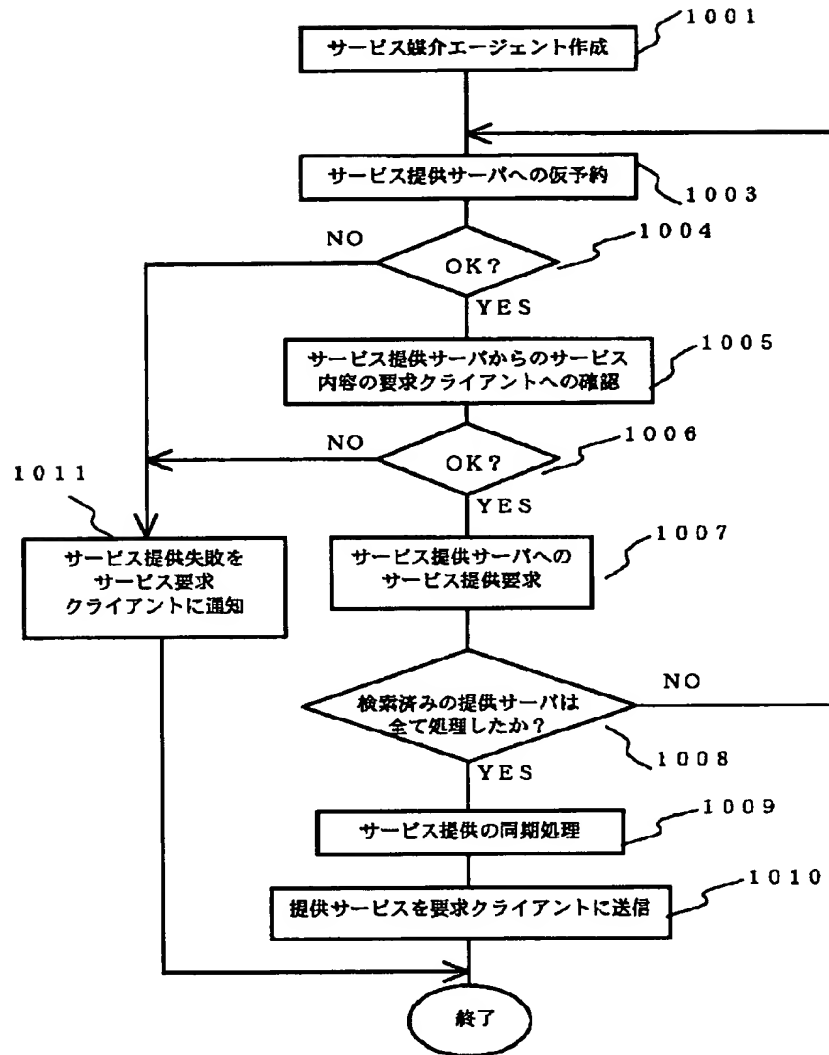 1001
サービス媒介エージェント作成
サービス提供サーバへの仮予約
1003
NO
1004
OK?
YES
サービス提供サーバからのサービス
内容の要求クライアントへの確認
1005
NO
1006
OK?
YES
1011
サービス提供失敗を
サービス要求
クライアントに通知
サービス提供サーバへの
サービス提供要求
1007
検索済みの提供サーバは
全て処理したか?
NO
1008
YES
サービス提供の同期処理
1009
提供サービスを要求クライアントに送信
1010
終了